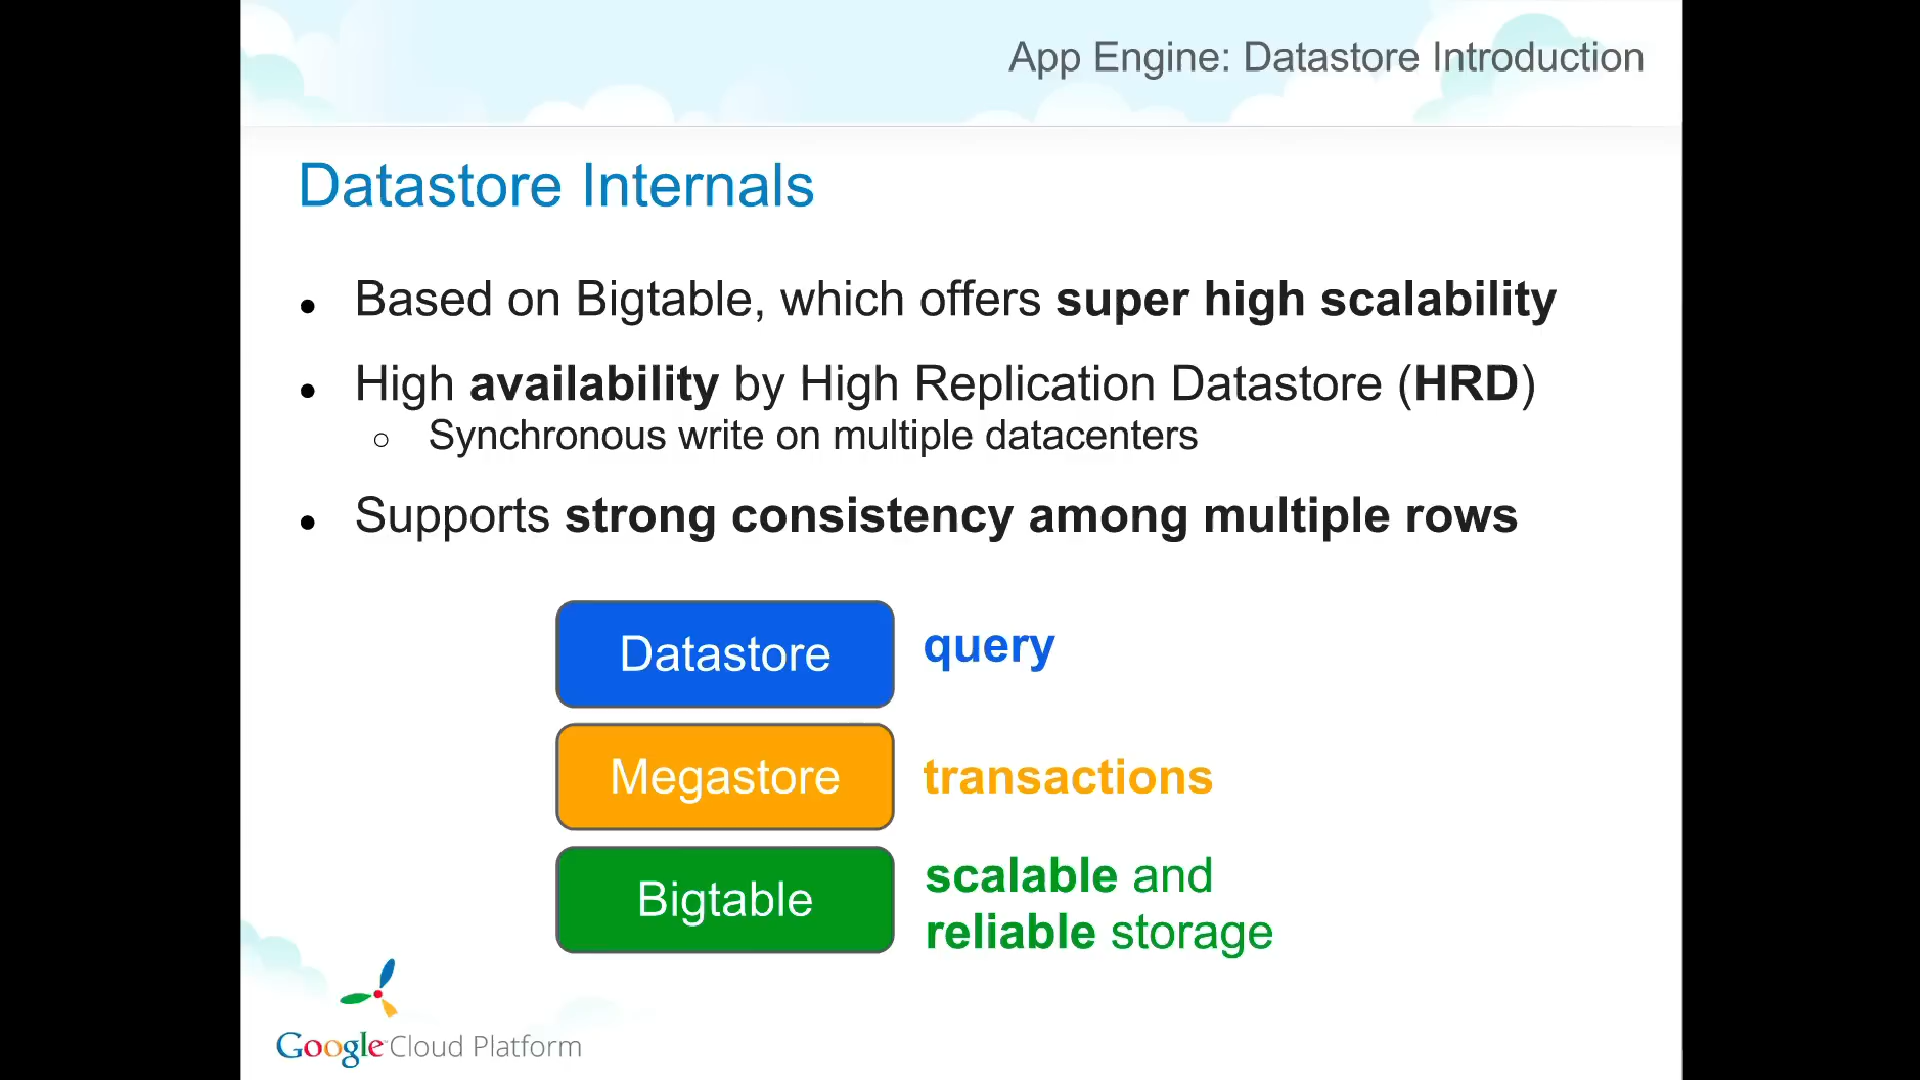 App Engine: Datastore Introduction
Datastore Internals
● Based on Bigtable, which offers super high scalability
● High availability by High Replication Datastore (HRD)
○ Synchronous write on multiple datacenters
● Supports strong consistency among multiple rows
Datastore query
Megastore transactions
Bigtable scalable and
reliable storage
Google Cloud Platform